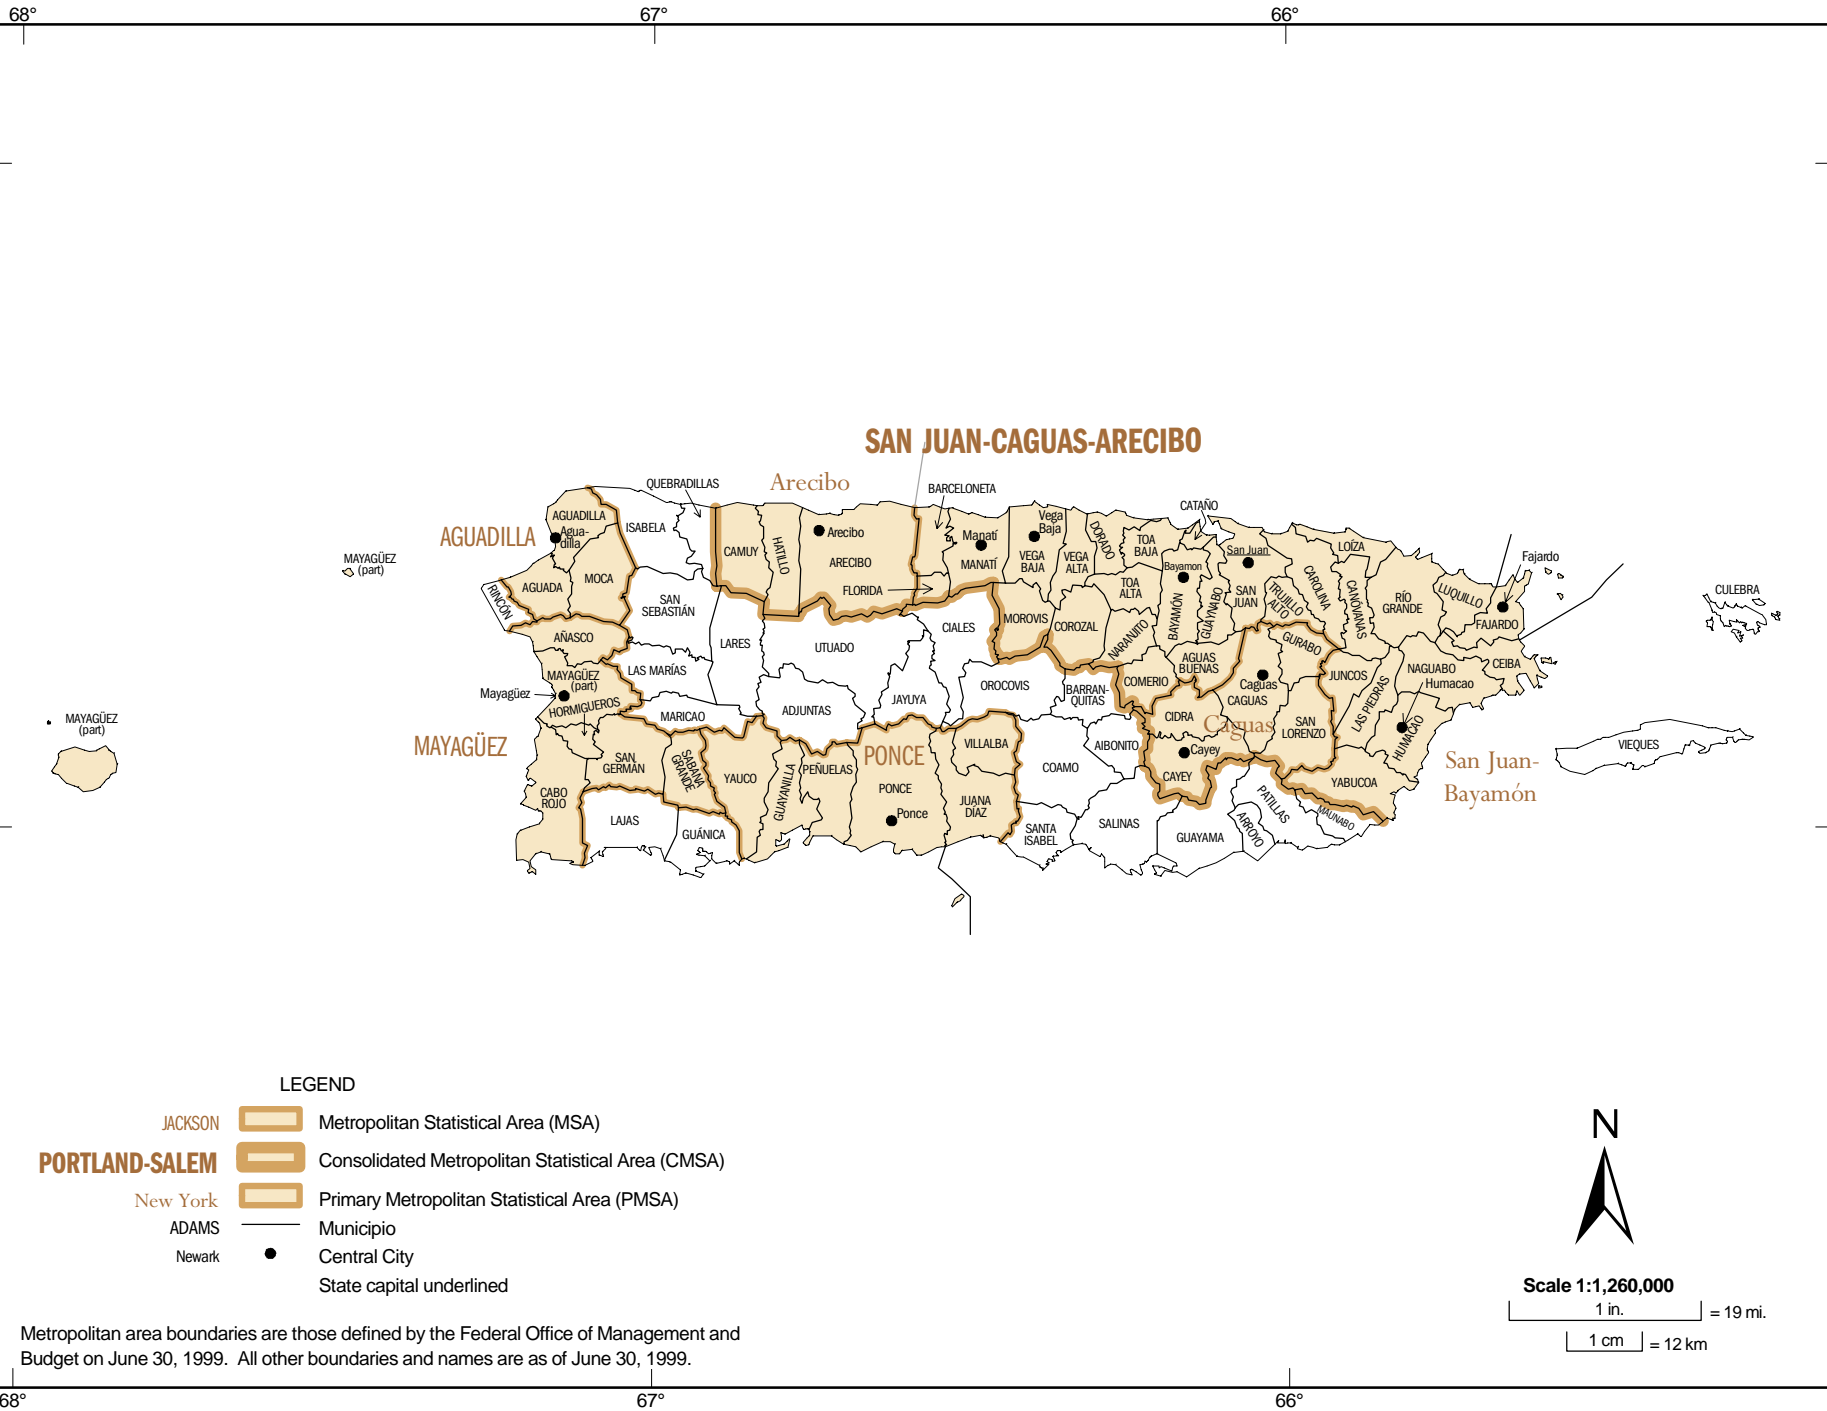 68°
67°
66°
SAN JUAN-CAGUAS-ARECIBO
QUEBRADILLAS
Arecibo
BARCELONETA
CATAÑO
AGUADILLA
AGUADILLA
Agua-
dilla
ISABELA
Arecibo
Manatí
Vega
Baja
DORADO
TOA
BAJA
San Juan
LOÍZA
Fajardo
MAYAGÜEZ
(part)
CAMUY
HATILLO
ARECIBO
MANATÍ
VEGA
BAJA
VEGA
ALTA
Bayamon
CAROLINA
CANÓVANAS
RÍO
GRANDE
LUQUILLO
FAJARDO
CULEBRA
RINCÓN
AGUADA
MOCA
FLORIDA
TOA
ALTA
BAYAMÓN
GUAYNABO
SAN
JUAN
TRUJILLO
ALTO
SAN
SEBASTIÁN
MOROVIS
COROZAL
NARANJITO
AÑASCO
LARES
UTUADO
CIALES
AGUAS
BUENAS
GURABO
JUNCOS
LAS PIEDRAS
NAGUABO
CEIBA
LAS MARÍAS
MAYAGÜEZ
(part)
Mayagüez
HORMIGUEROS
OROCOVIS
BARRAN-
QUITAS
COMERIO
Caguas
CAGUAS
Humacao
HUMACAO
MAYAGÜEZ
(part)
MARICAO
ADJUNTAS
JAYUYA
CIDRA
Caguas
SAN
LORENZO
MAYAGÜEZ
SAN
GERMÁN
SABANA
GRANDE
YAUCO
GUAYANILLA
PEÑUELAS
PONCE
VILLALBA
AIBONITO
COAMO
Cayey
CAYEY
San Juan-
Bayamón
VIEQUES
CABO
ROJO
PONCE
Ponce
JUANA
DÍAZ
YABUCOA
LAJAS
GUÁNICA
SANTA
ISABEL
SALINAS
GUAYAMA
ARROYO
PATILLAS
MAUNABO
LEGEND
JACKSON Metropolitan Statistical Area (MSA)
PORTLAND-SALEM Consolidated Metropolitan Statistical Area (CMSA)
New York Primary Metropolitan Statistical Area (PMSA)
ADAMS Municipio
Newark Central City
State capital underlined
N
Scale 1:1,260,000
1 in. = 19 mi.
1 cm = 12 km
Metropolitan area boundaries are those defined by the Federal Office of Management and
Budget on June 30, 1999. All other boundaries and names are as of June 30, 1999.
68°
67°
66°